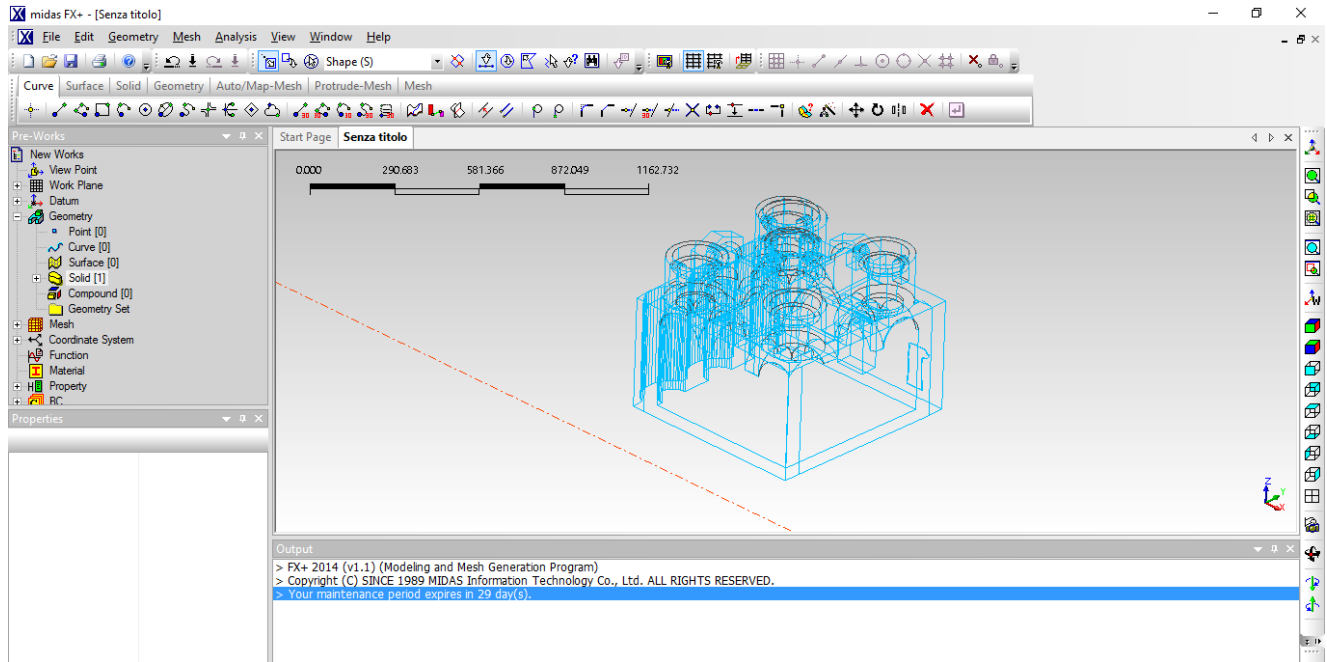 midas FX+ - [Senza titolo]
File Edit Geometry Mesh Analysis View Window Help
Shape (S)
Curve Surface Solid Geometry Auto/Map-Mesh Protrude-Mesh Mesh
Pre-Works
Start Page Senza titolo
New Works
View Point
Work Plane
Datum
Geometry
Point [0]
Curve [0]
Surface [0]
Solid [1]
Compound [0]
Geometry Set
Mesh
Coordinate System
Function
Material
Property
BC
Properties
0.000 290.683 581.366 872.049 1162.732
Z
Y
X
Output
> FX+ 2014 (v1.1) (Modeling and Mesh Generation Program)
> Copyright (C) SINCE 1989 MIDAS Information Technology Co., Ltd. ALL RIGHTS RESERVED.
> Your maintenance period expires in 29 day(s).